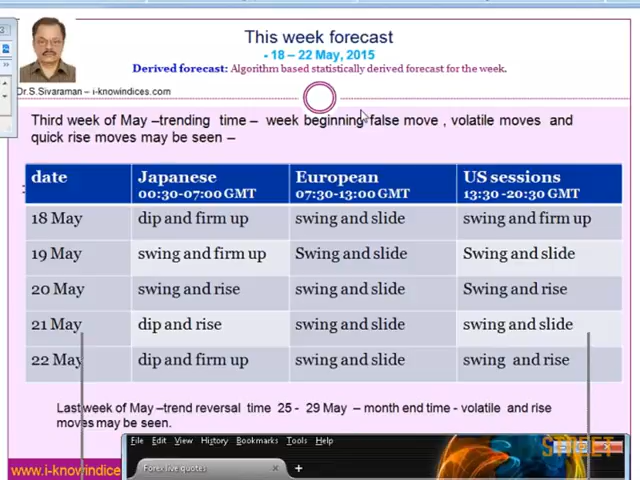 This week forecast
- 18 – 22 May, 2015
Derived forecast: Algorithm based statistically derived forecast for the week.
Dr.S.Sivaraman – i-knowindices.com
Third week of May –trending time – week beginning false move , volatile moves and
quick rise moves may be seen –
date Japanese European US sessions
00:30-07:00 GMT 07:30-13:00 GMT 13:30 -20:30 GMT
18 May dip and firm up swing and slide swing and firm up
19 May swing and firm up Swing and slide Swing and slide
20 May swing and rise swing and slide Swing and rise
21 May dip and rise swing and slide swing and slide
22 May dip and firm up swing and slide swing and rise
Last week of May –trend reversal time 25 - 29 May – month end time - volatile and rise
moves may be seen.
File Edit View History Bookmarks Tools Help
Forex live quotes
www.i-knowindice